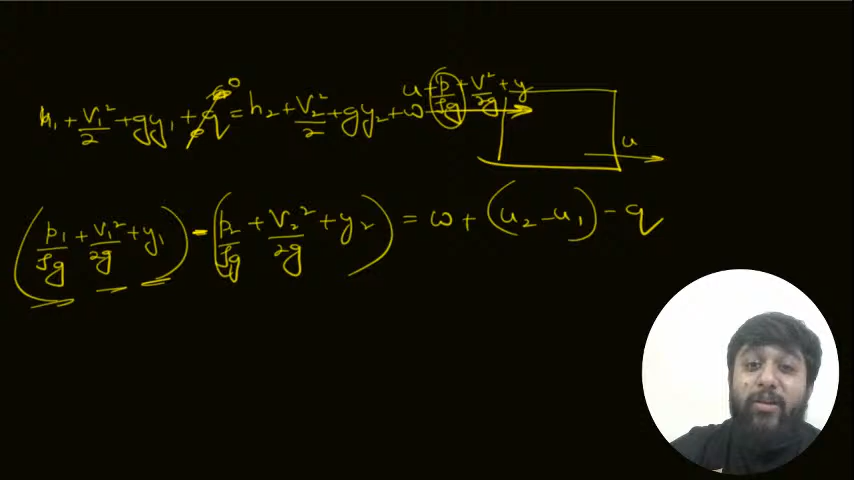 u + p/ρg + V²/2g + y
h₁ + V₁²/2 + gy₁ + q = h₂ + V₂²/2 + gy₂ + ω
0
u
(p₁/ρg + V₁²/2g + y₁) - (p₂/ρg + V₂²/2g + y₂) = ω + (u₂ - u₁) - q